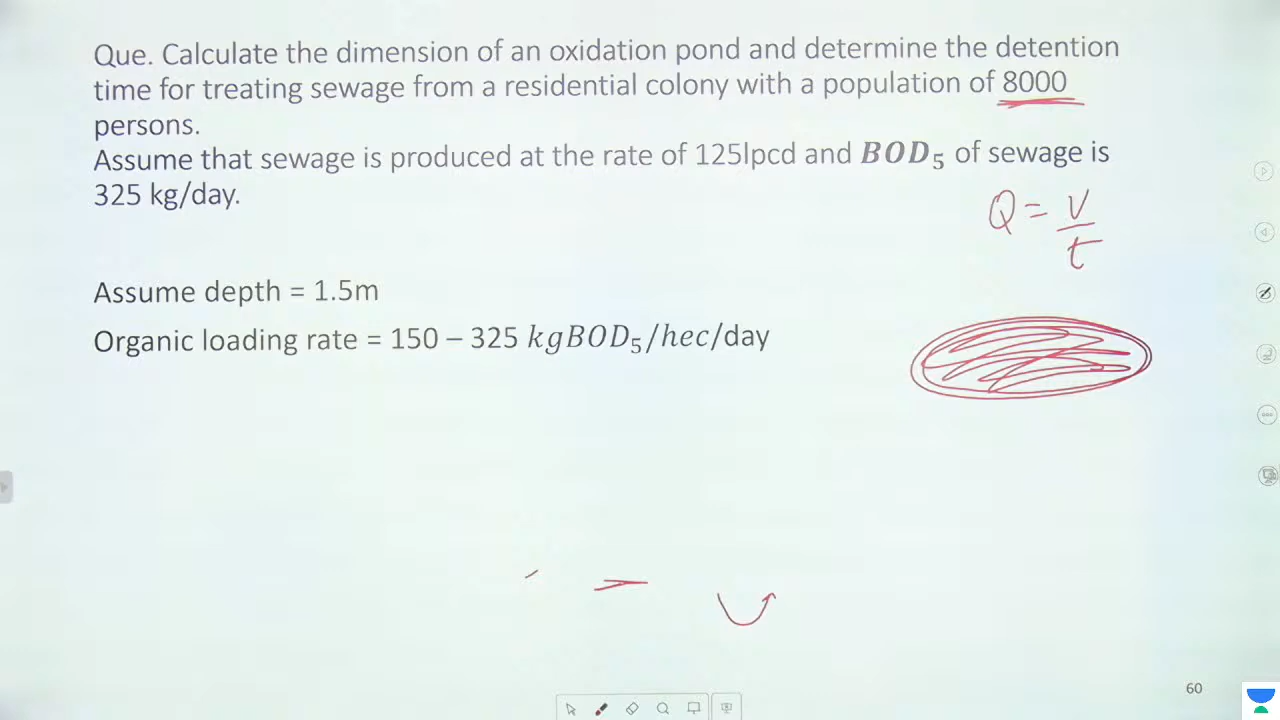 Que. Calculate the dimension of an oxidation pond and determine the detention
time for treating sewage from a residential colony with a population of 8000
persons.
Assume that sewage is produced at the rate of 125lpcd and BOD₅ of sewage is
325 kg/day.
Q = V/t
Assume depth = 1.5m
Organic loading rate = 150 – 325 kgBOD₅/hec/day
60